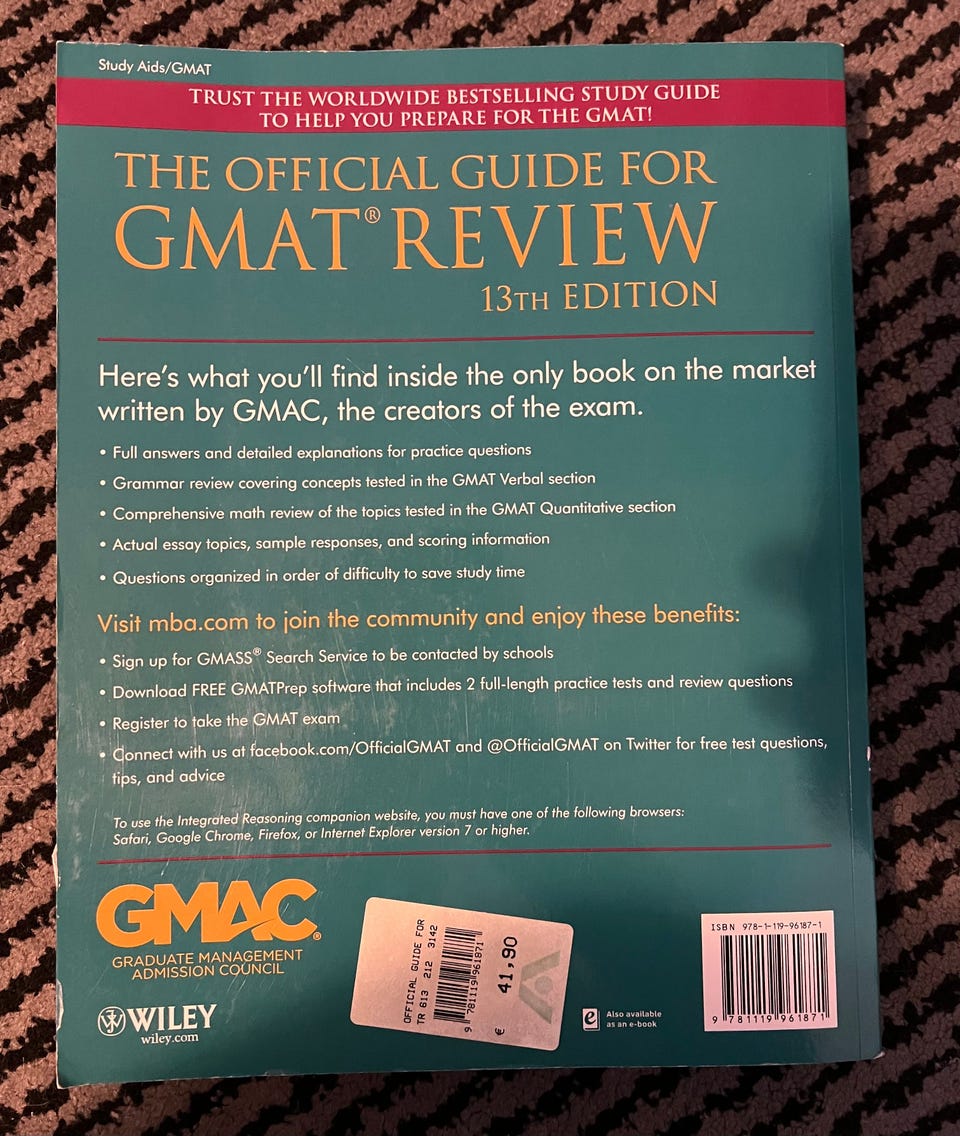 Study Aids/GMAT
TRUST THE WORLDWIDE BESTSELLING STUDY GUIDE
TO HELP YOU PREPARE FOR THE GMAT!
THE OFFICIAL GUIDE FOR
GMAT® REVIEW
13TH EDITION
Here's what you'll find inside the only book on the market
written by GMAC, the creators of the exam.
• Full answers and detailed explanations for practice questions
• Grammar review covering concepts tested in the GMAT Verbal section
• Comprehensive math review of the topics tested in the GMAT Quantitative section
• Actual essay topics, sample responses, and scoring information
• Questions organized in order of difficulty to save study time
Visit mba.com to join the community and enjoy these benefits:
• Sign up for GMASS® Search Service to be contacted by schools
• Download FREE GMATPrep software that includes 2 full-length practice tests and review questions
• Register to take the GMAT exam
• Connect with us at facebook.com/OfficialGMAT and @OfficialGMAT on Twitter for free test questions,
tips, and advice
To use the Integrated Reasoning companion website, you must have one of the following browsers:
Safari, Google Chrome, Firefox, or Internet Explorer version 7 or higher.
GMAC®
GRADUATE MANAGEMENT
ADMISSION COUNCIL
WILEY
wiley.com
OFFICIAL GUIDE FOR
TR 613 212 3142
9 781119 961871
€ 41,90
e Also available
as an e-book
ISBN 978-1-119-96187-1
9 781119 961871